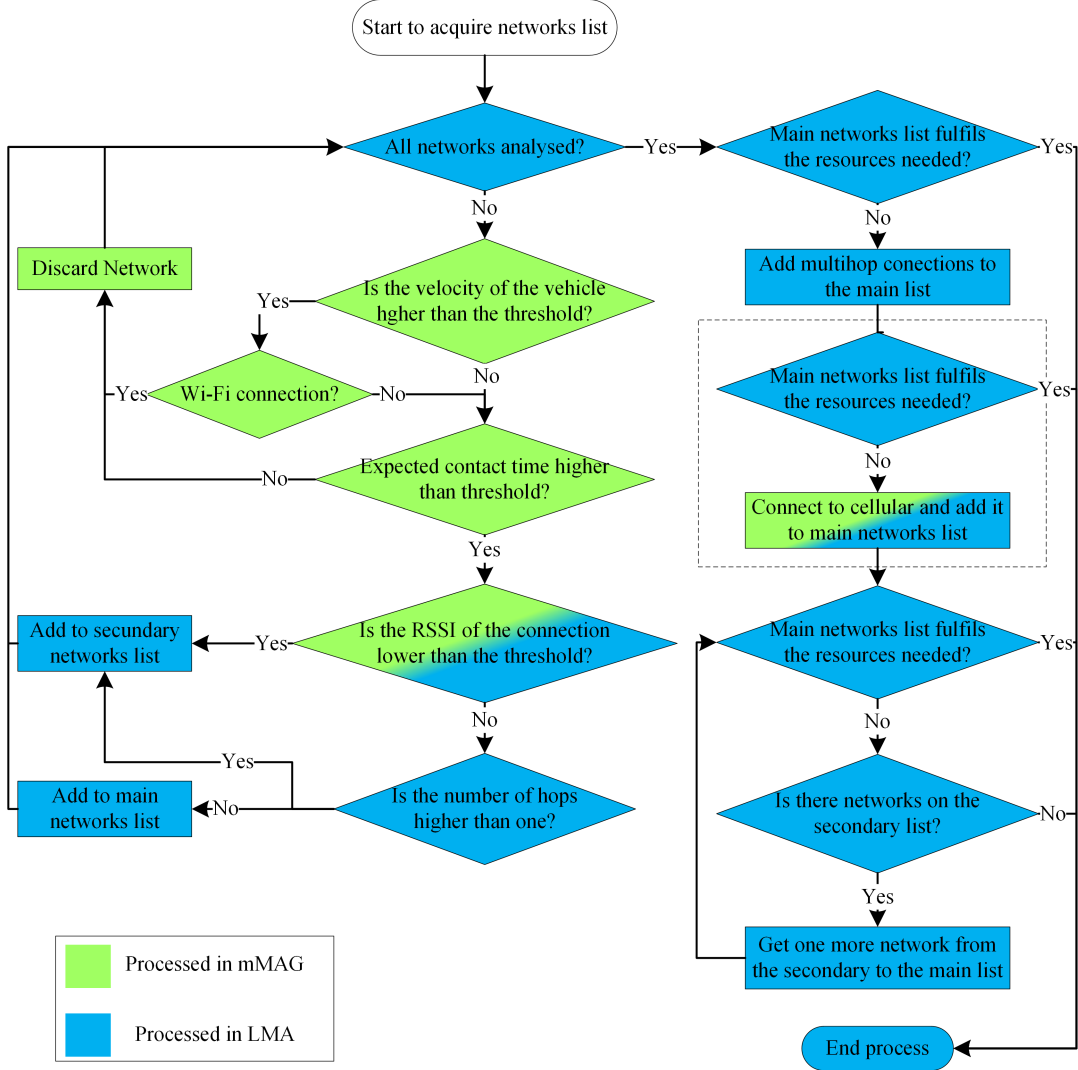 Start to acquire networks list
All networks analysed?
Yes
Main networks list fulfils
the resources needed?
Yes
No
No
Discard Network
Add multihop conections to
the main list
Is the velocity of the vehicle
hgher than the threshold?
Yes
Main networks list fulfils
the resources needed?
Yes
No
Wi-Fi connection?
Yes
No
No
Expected contact time higher
than threshold?
No
Connect to cellular and add it
to main networks list
Yes
Is the RSSI of the connection
lower than the threshold?
Yes
Add to secundary
networks list
Main networks list fulfils
the resources needed?
Yes
No
No
Yes
Is the number of hops
higher than one?
No
Add to main
networks list
Is there networks on the
secondary list?
No
Yes
Get one more network from
the secondary to the main list
Processed in mMAG
Processed in LMA
End process